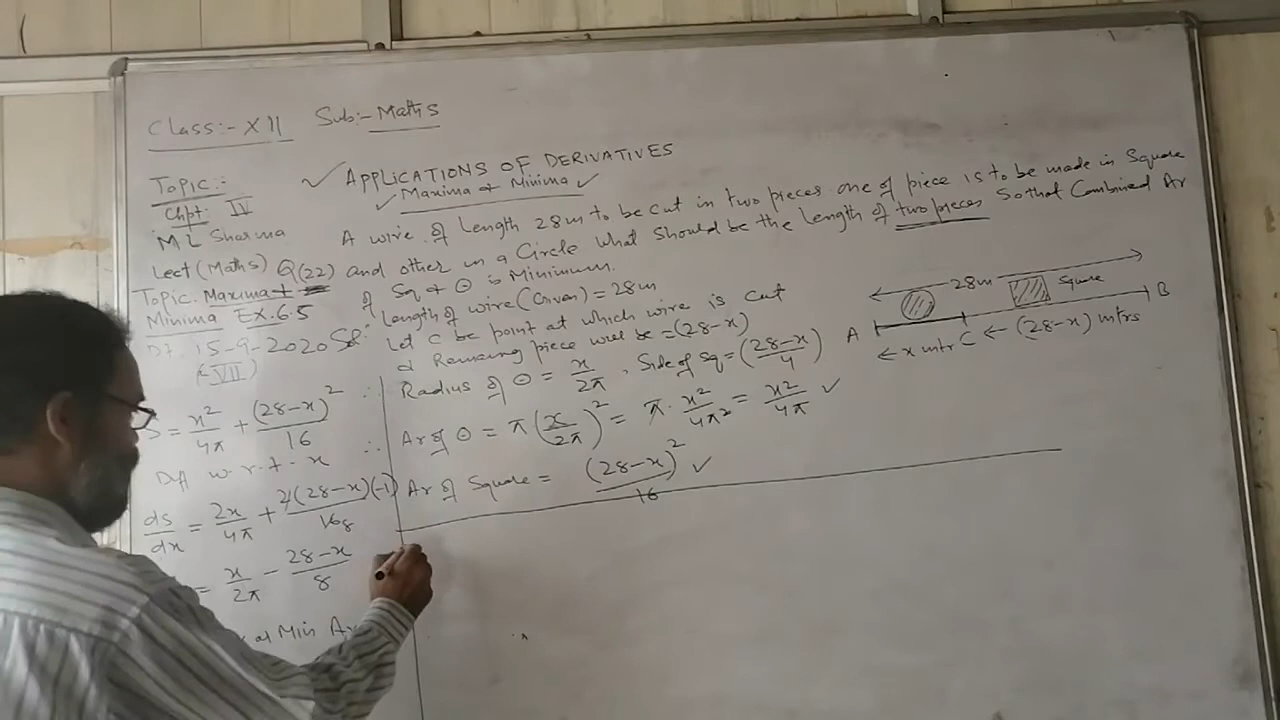 Class:- XII Sub:- Maths
Topic:- APPLICATIONS OF DERIVATIVES
Chpt: IV Maxima & Minima
ML Sharma
Lect (Maths)
A wire of Length 28m to be cut in two pieces. one of piece is to be made in Square
Q(22) and other in a Circle What should be the Length of two pieces so that Combined Ar
of Sq & ⊙ is Minimum.
Topic. Maxima &
Minima EX. 6.5
Dt. 15-9-2020
(VII)
Sol: Length of wire (Given) = 28m
Let C be point at which wire is cut
& Remaining piece will be = (28-x)
Radius of ⊙ = x/2π, Side of Sq = (28-x/4)
∴ Ar of ⊙ = π(x/2π)² = π. x²/4π² = x²/4π ✓
∴ Ar of Square = (28-x)²/16 ✓
28m
Square
A
B
← x mtr C ← (28-x) mtrs
S = x²/4π + (28-x)²/16
Diff w.r.t. x
ds/dx = 2x/4π + 2(28-x)(-1)/16 8
= x/2π - 28-x/8
Min Ar